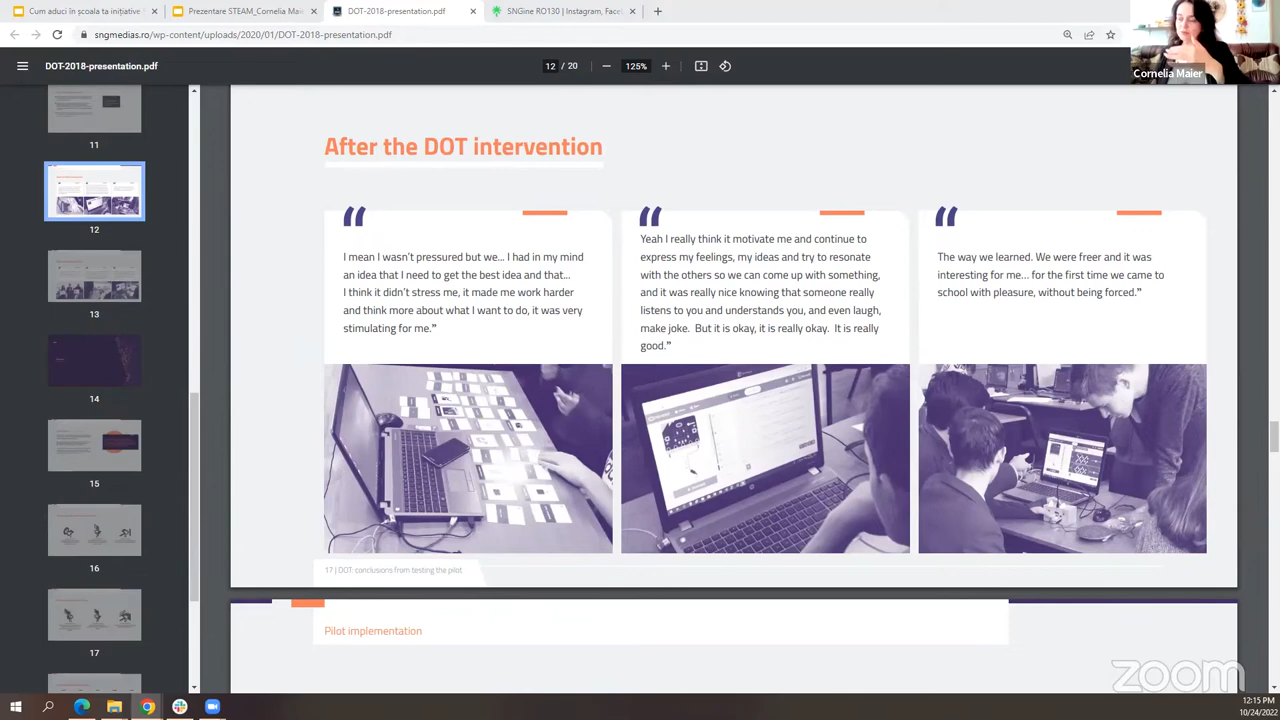 Cum aduci în școala ta inițiative
Prezentare STEAM_Cornelia Maie
DOT-2018-presentation.pdf
SNGine RO130 | Instagram, Face
sngmedias.ro/wp-content/uploads/2020/01/DOT-2018-presentation.pdf
Cornelia Maier
DOT-2018-presentation.pdf
12 / 20
125%
11
12
13
14
15
16
17
After the DOT intervention
“
I mean I wasn’t pressured but we... I had in my mind
an idea that I need to get the best idea and that...
I think it didn’t stress me, it made me work harder
and think more about what I want to do, it was very
stimulating for me.”
“
Yeah I really think it motivate me and continue to
express my feelings, my ideas and try to resonate
with the others so we can come up with something,
and it was really nice knowing that someone really
listens to you and understands you, and even laugh,
make joke. But it is okay, it is really okay. It is really
good.”
“
The way we learned. We were freer and it was
interesting for me... for the first time we came to
school with pleasure, without being forced.”
17 | DOT: conclusions from testing the pilot
Pilot implementation
zoom
12:15 PM
10/24/2022